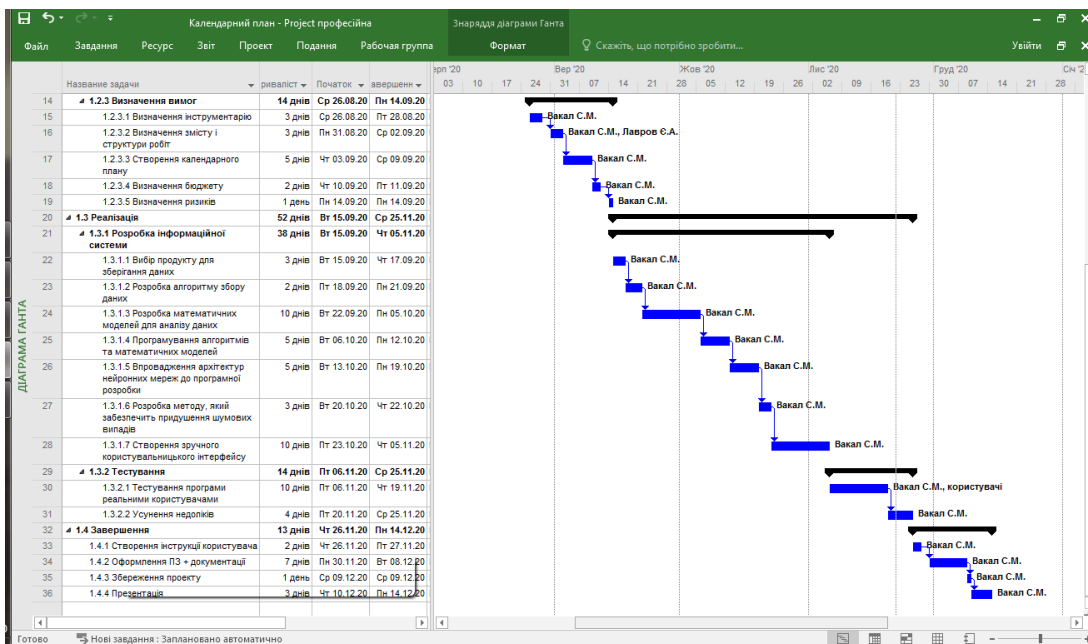 Календарний план - Project професійна
Знаряддя діаграми Ганта
Файл Завдання Ресурс Звіт Проект Подання Рабочая группа Формат Скажіть, що потрібно зробити... Увійти
Название задачи риваліст Початок авершенн
ерп '20 Вер '20 Жов '20 Лис '20 Груд '20 Січ '2
03 10 17 24 31 07 14 21 28 05 12 19 26 02 09 16 23 30 07 14 21 28
14 1.2.3 Визначення вимог 14 днів Ср 26.08.20 Пн 14.09.20
15 1.2.3.1 Визначення інструментарію 3 днів Ср 26.08.20 Пт 28.08.20 Вакал С.М.
16 1.2.3.2 Визначення змісту і 3 днів Пн 31.08.20 Ср 02.09.20 Вакал С.М., Лавров Є.А.
структури робіт
17 1.2.3.3 Створення календарного 5 днів Чт 03.09.20 Ср 09.09.20 Вакал С.М.
плану
18 1.2.3.4 Визначення бюджету 2 днів Чт 10.09.20 Пт 11.09.20 Вакал С.М.
19 1.2.3.5 Визначення ризиків 1 день Пн 14.09.20 Пн 14.09.20 Вакал С.М.
20 1.3 Реалізація 52 днів Вт 15.09.20 Ср 25.11.20
21 1.3.1 Розробка інформаційної 38 днів Вт 15.09.20 Чт 05.11.20
системи
22 1.3.1.1 Вибір продукту для 3 днів Вт 15.09.20 Чт 17.09.20 Вакал С.М.
зберігання даних
23 1.3.1.2 Розробка алгоритму збору 2 днів Пт 18.09.20 Пн 21.09.20 Вакал С.М.
даних
24 1.3.1.3 Розробка математичних 10 днів Вт 22.09.20 Пн 05.10.20 Вакал С.М.
моделей для аналізу даних
25 1.3.1.4 Програмування алгоритмів 5 днів Вт 06.10.20 Пн 12.10.20 Вакал С.М.
та математичних моделей
26 1.3.1.5 Впровадження архітектур 5 днів Вт 13.10.20 Пн 19.10.20 Вакал С.М.
нейронних мереж до програмної
розробки
27 1.3.1.6 Розробка методу, який 3 днів Вт 20.10.20 Чт 22.10.20 Вакал С.М.
забезпечить придушення шумових
випадів
28 1.3.1.7 Створення зручного 10 днів Пт 23.10.20 Чт 05.11.20 Вакал С.М.
користувальницького інтерфейсу
29 1.3.2 Тестування 14 днів Пт 06.11.20 Ср 25.11.20
30 1.3.2.1 Тестування програми 10 днів Пт 06.11.20 Чт 19.11.20 Вакал С.М., користувачі
реальними користувачами
31 1.3.2.2 Усунення недоліків 4 днів Пт 20.11.20 Ср 25.11.20 Вакал С.М.
32 1.4 Завершення 13 днів Чт 26.11.20 Пн 14.12.20
33 1.4.1 Створення інструкції користувача 2 днів Чт 26.11.20 Пт 27.11.20 Вакал С.М.
34 1.4.2 Оформлення ПЗ + документації 7 днів Пн 30.11.20 Вт 08.12.20 Вакал С.М.
35 1.4.3 Збереження проекту 1 день Ср 09.12.20 Ср 09.12.20 Вакал С.М.
36 1.4.4 Презентація 3 днів Чт 10.12.20 Пн 14.12.20 Вакал С.М.
ДІАГРАМА ГАНТА
Готово Нові завдання : Заплановано автоматично